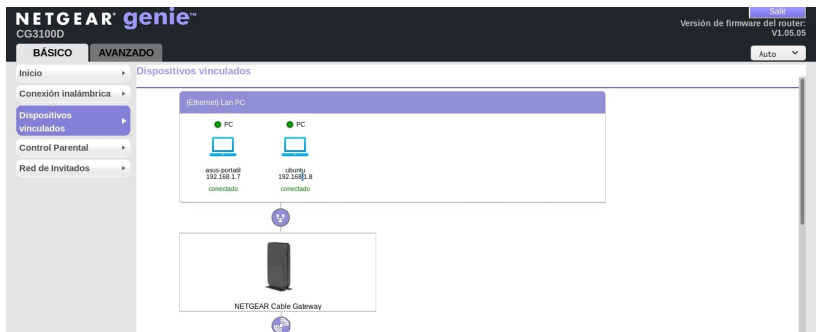 NETGEAR® genie™
Salir
CG3100D
Versión de firmware del router:
V1.05.05
BÁSICO
AVANZADO
Auto
Inicio
Dispositivos vinculados
Conexión inalámbrica
Dispositivos
vinculados
Control Parental
Red de Invitados
(Ethernet) Lan PC .
PC
PC
asus-portatil
192.168.1.7
conectado
ubuntu
192.168.1.8
conectado
NETGEAR Cable Gateway